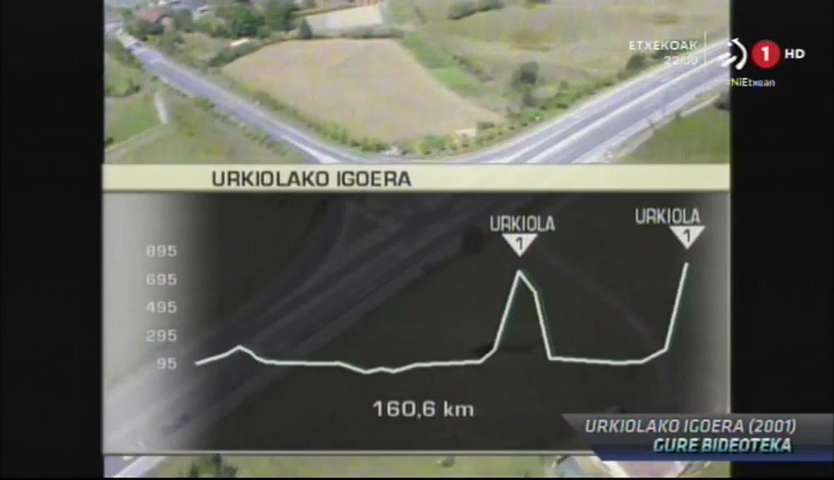 ETXEKOAK
22:00
1 HD
#NiEtxean
URKIOLAKO IGOERA
URKIOLA
1
URKIOLA
1
895
695
495
295
95
160,6 km
URKIOLAKO IGOERA (2001)
GURE BIDEOTEKA